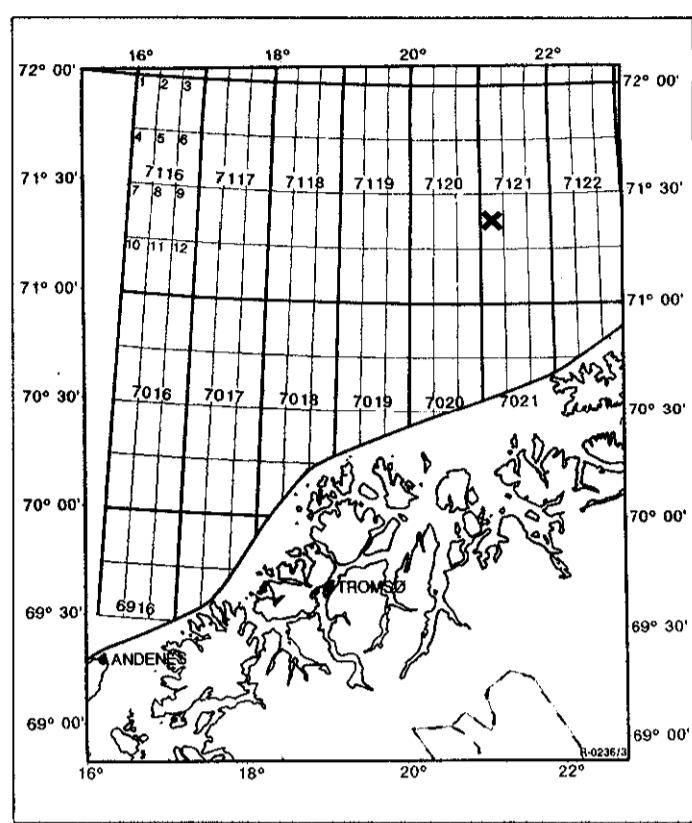 16° 18° 20° 22°
72° 00' 72° 00'
1 2 3
4 5 6
71° 30' 7116 7117 7118 7119 7120 7121 7122 71° 30'
7 8 9
10 11 12
71° 00' 71° 00'
70° 30' 7016 7017 7018 7019 7020 7021 70° 30'
70° 00' 70° 00'
TROMSØ
69° 30' 6916 69° 30'
ANDENES
69° 00' 69° 00'
R-0236/3
16° 18° 20° 22°